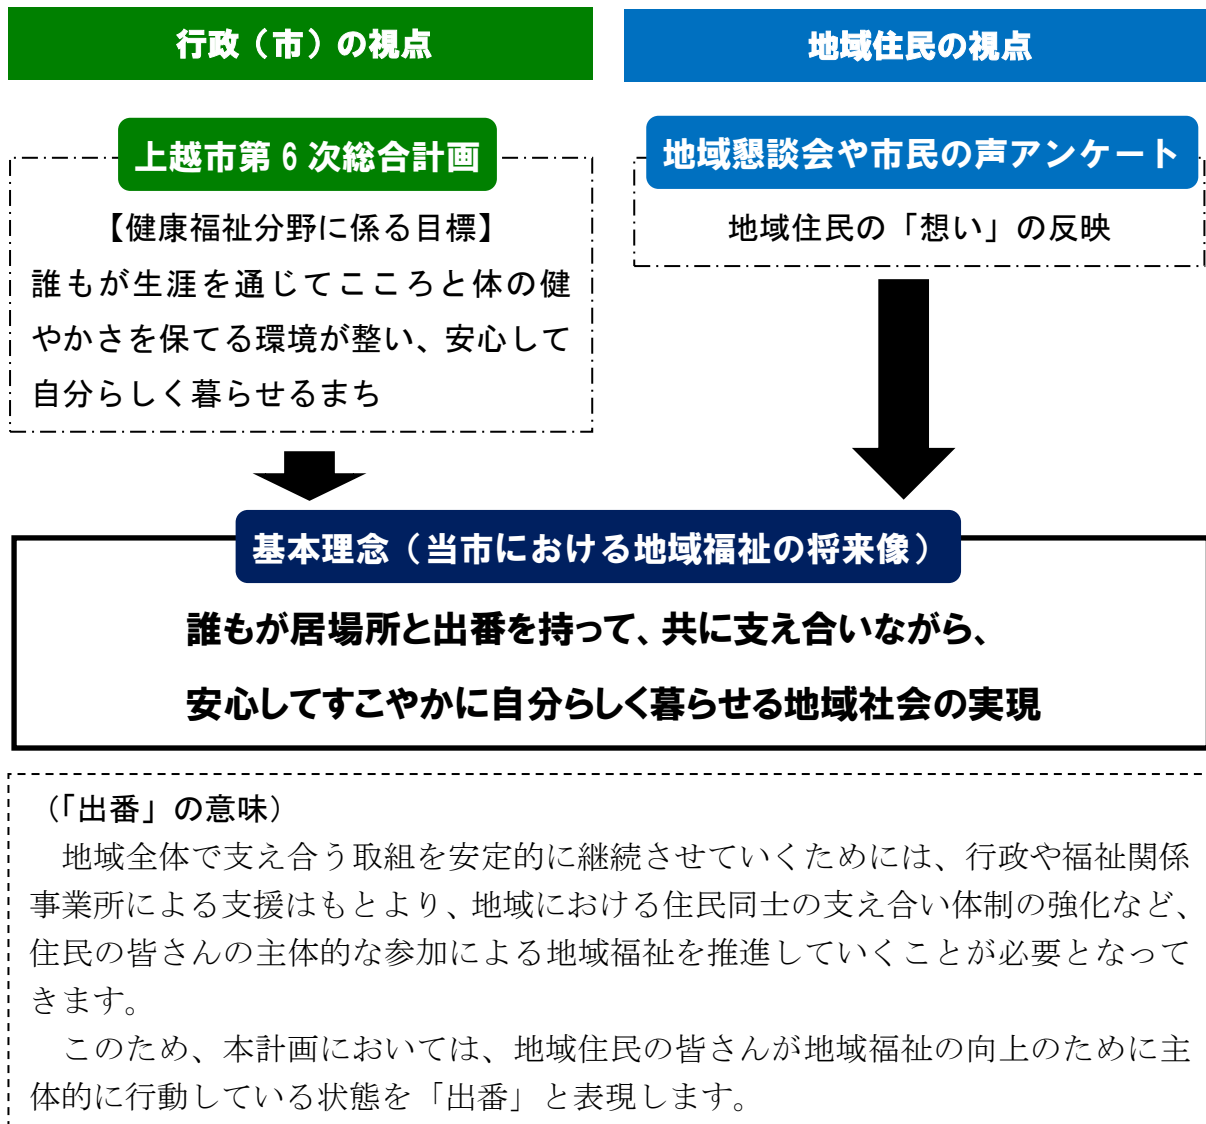 行政（市）の視点
地域住民の視点
上越市第６次総合計画
【健康福祉分野に係る目標】
誰もが生涯を通じてこころと体の健
やかさを保てる環境が整い、安心して
自分らしく暮らせるまち
地域懇談会や市民の声アンケート
地域住民の「想い」の反映
基本理念（当市における地域福祉の将来像）
誰もが居場所と出番を持って、共に支え合いながら、
安心してすこやかに自分らしく暮らせる地域社会の実現
（「出番」の意味）
地域全体で支え合う取組を安定的に継続させていくためには、行政や福祉関係
事業所による支援はもとより、地域における住民同士の支え合い体制の強化など、
住民の皆さんの主体的な参加による地域福祉を推進していくことが必要となって
きます。
このため、本計画においては、地域住民の皆さんが地域福祉の向上のために主
体的に行動している状態を「出番」と表現します。